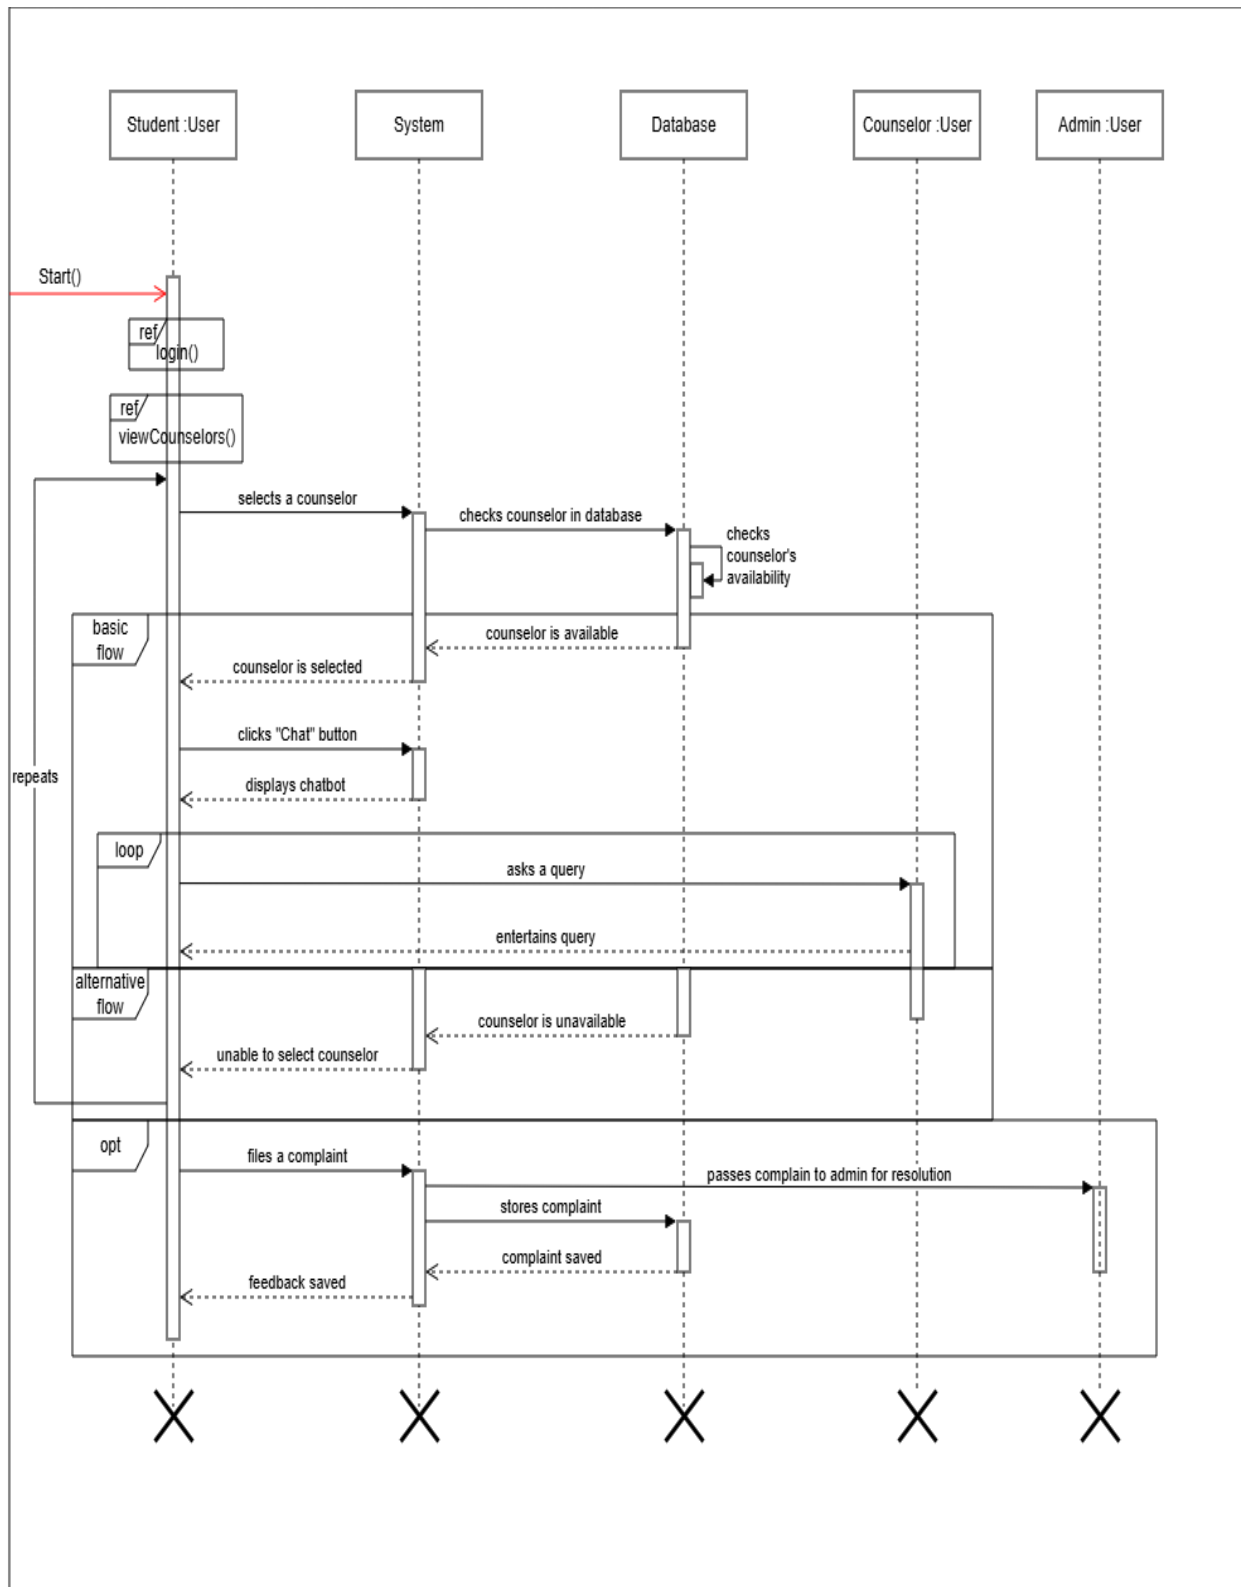 Student :User
System
Database
Counselor :User
Admin :User
Start()
ref
login()
ref
viewCounselors()
selects a counselor
checks counselor in database
checks
counselor's
availability
basic
flow
counselor is available
counselor is selected
clicks "Chat" button
repeats
displays chatbot
loop
asks a query
entertains query
alternative
flow
counselor is unavailable
unable to select counselor
opt
files a complaint
passes complain to admin for resolution
stores complaint
complaint saved
feedback saved